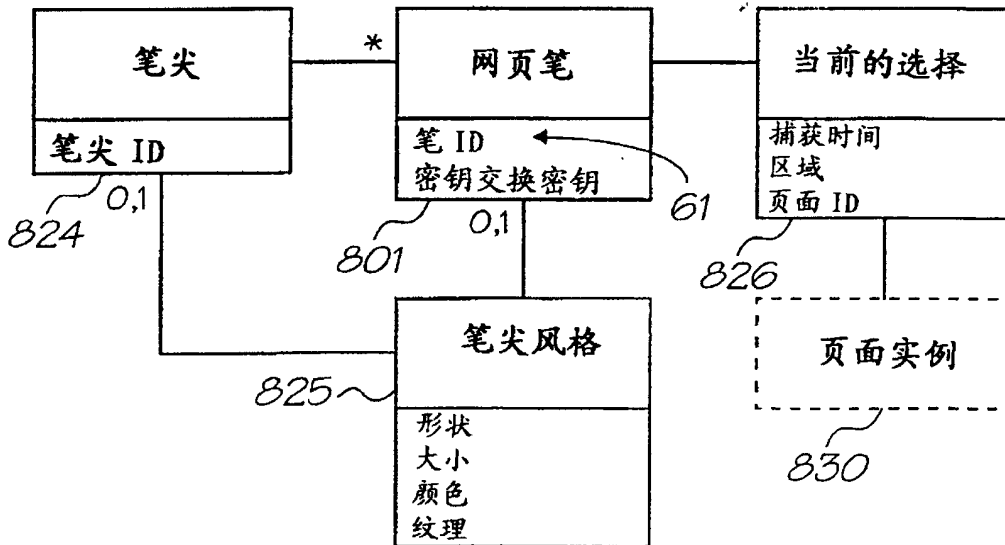 笔尖
笔尖 ID
824
0,1
*
网页笔
笔 ID
密钥交换密钥
61
801
0,1
当前的选择
捕获时间
区域
页面 ID
826
笔尖风格
825
形状
大小
颜色
纹理
页面实例
830